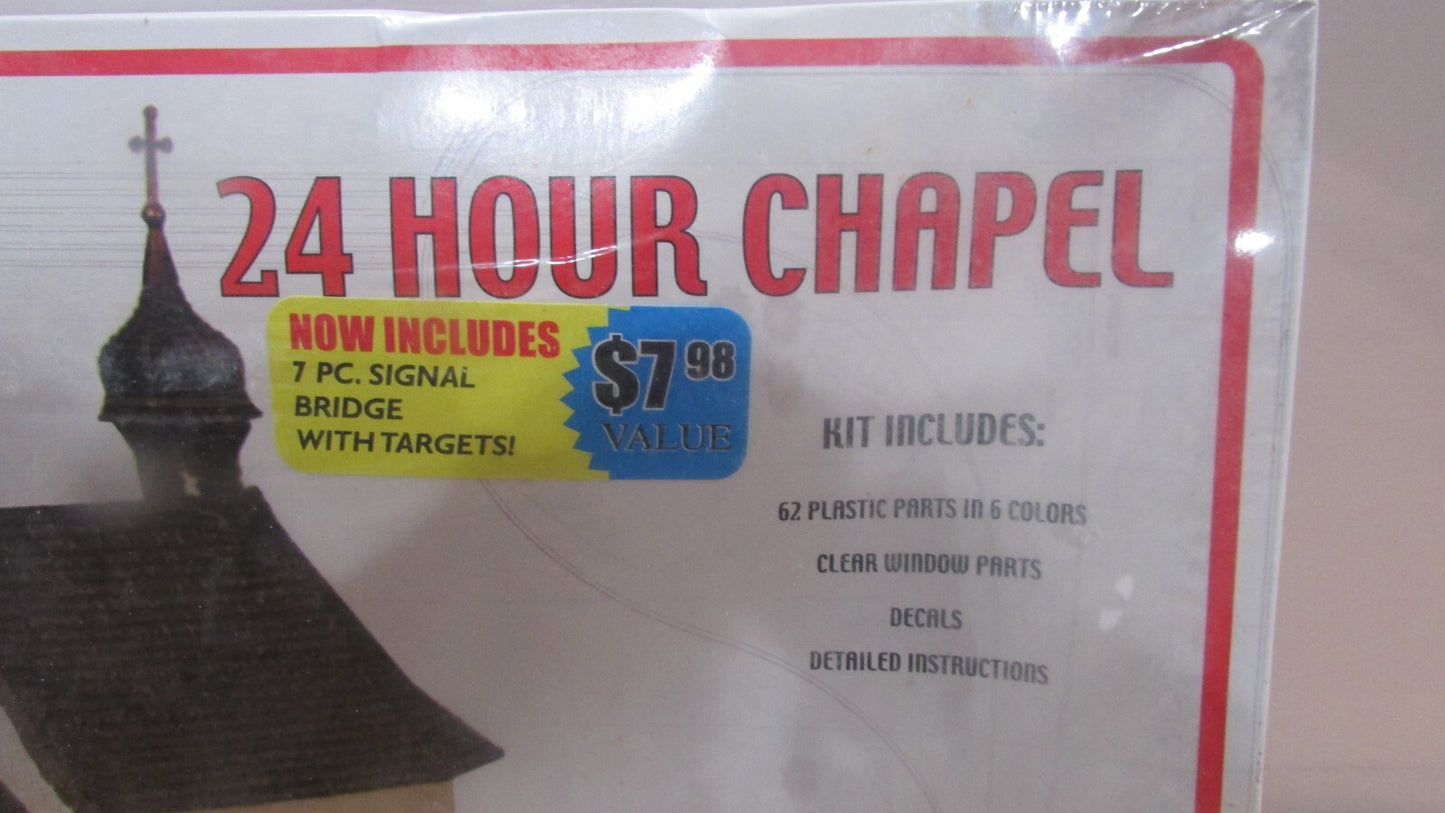 24 HOUR CHAPEL
NOW INCLUDES
7 PC. SIGNAL
BRIDGE
WITH TARGETS!
$7 98
VALUE
KIT INCLUDES:
62 PLASTIC PARTS IN 6 COLORS
CLEAR WINDOW PARTS
DECALS
DETAILED INSTRUCTIONS